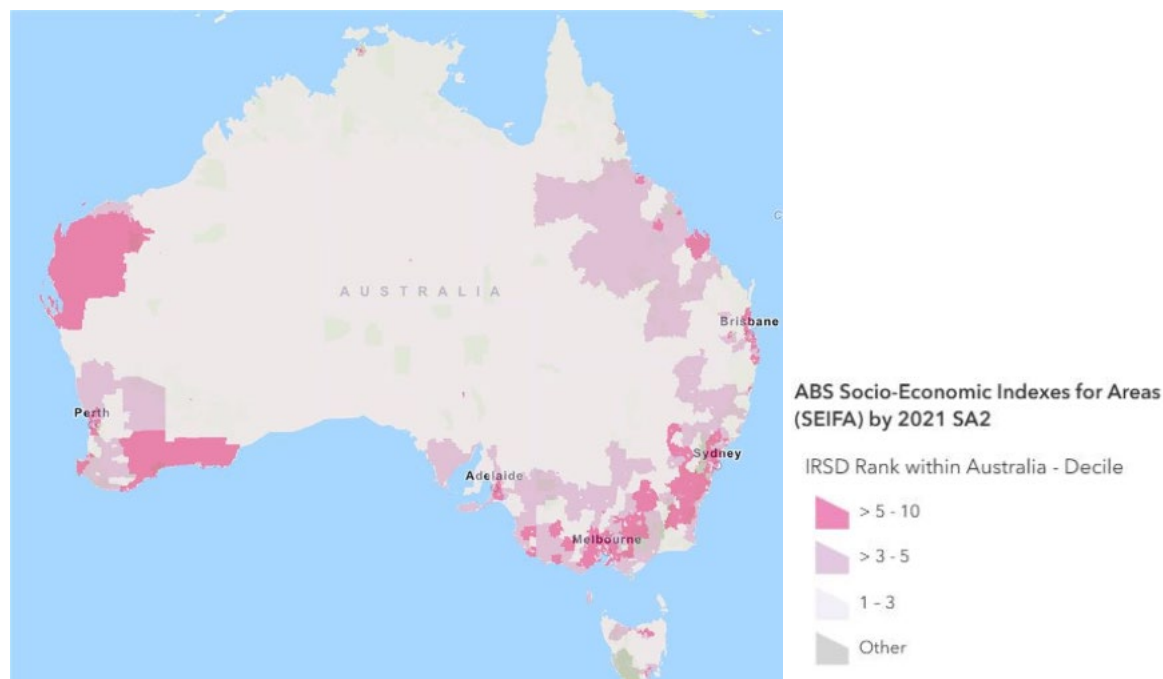 C
AUSTRALIA
Brisbane
Perth
Sydney
Adelaide
Melbourne
ABS Socio-Economic Indexes for Areas
(SEIFA) by 2021 SA2
IRSD Rank within Australia - Decile
> 5 - 10
> 3 - 5
1 - 3
Other